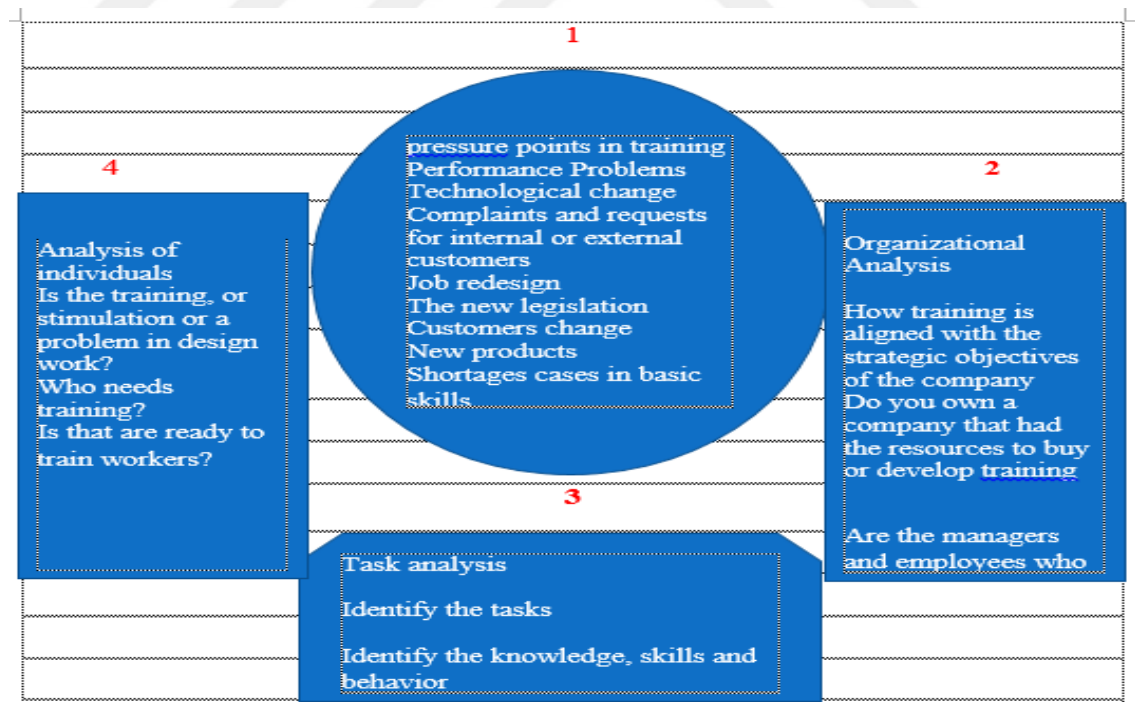 1
pressure points in training
Performance Problems
Technological change
Complaints and requests
for internal or external
customers
Job redesign
The new legislation
Customers change
New products
Shortages cases in basic
skills
2
Organizational
Analysis
How training is
aligned with the
strategic objectives
of the company
Do you own a
company that had
the resources to buy
or develop training
Are the managers
and employees who
3
Task analysis
Identify the tasks
Identify the knowledge, skills and
behavior
4
Analysis of
individuals
Is the training, or
stimulation or a
problem in design
work?
Who needs
training?
Is that are ready to
train workers?